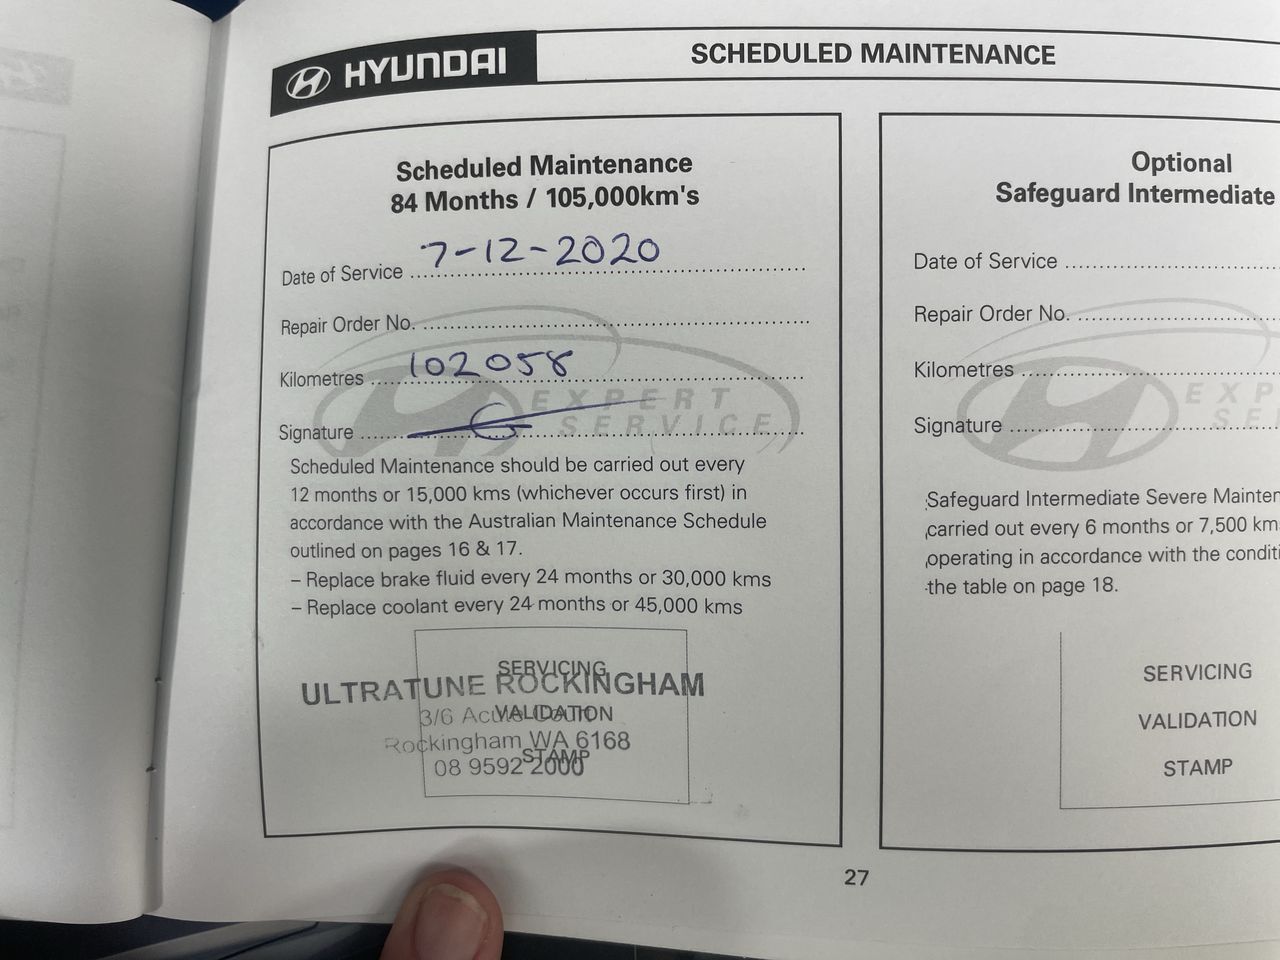 HYUNDAI
SCHEDULED MAINTENANCE
Scheduled Maintenance
84 Months / 105,000km's
Date of Service 7-12-2020
Repair Order No.
Kilometres 102058
Signature
EXPERT
SERVICE
Scheduled Maintenance should be carried out every
12 months or 15,000 kms (whichever occurs first) in
accordance with the Australian Maintenance Schedule
outlined on pages 16 & 17.
– Replace brake fluid every 24 months or 30,000 kms
– Replace coolant every 24 months or 45,000 kms
SERVICING
ULTRATUNE ROCKINGHAM
VALIDATION
3/6 Court
Rockingham WA 6168
STAMP
08 9592 2000
Optional
Safeguard Intermediate
Date of Service
Repair Order No.
Kilometres
Signature
EXP
SE
Safeguard Intermediate Severe Mainten
carried out every 6 months or 7,500 km
operating in accordance with the conditi
the table on page 18.
SERVICING
VALIDATION
STAMP
27